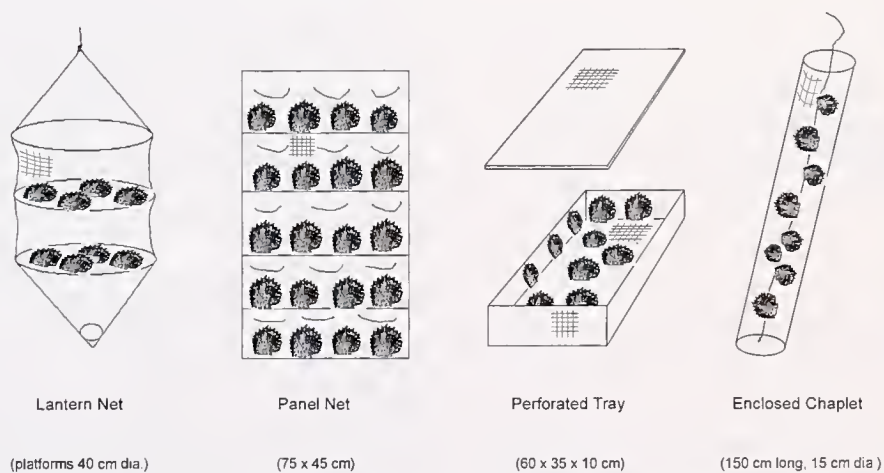 Lantern Net
Panel Net
Perforated Tray
Enclosed Chaplet
(platforms 40 cm dia.)
(75 x 45 cm)
(60 x 35 x 10 cm)
(150 cm long, 15 cm dia)